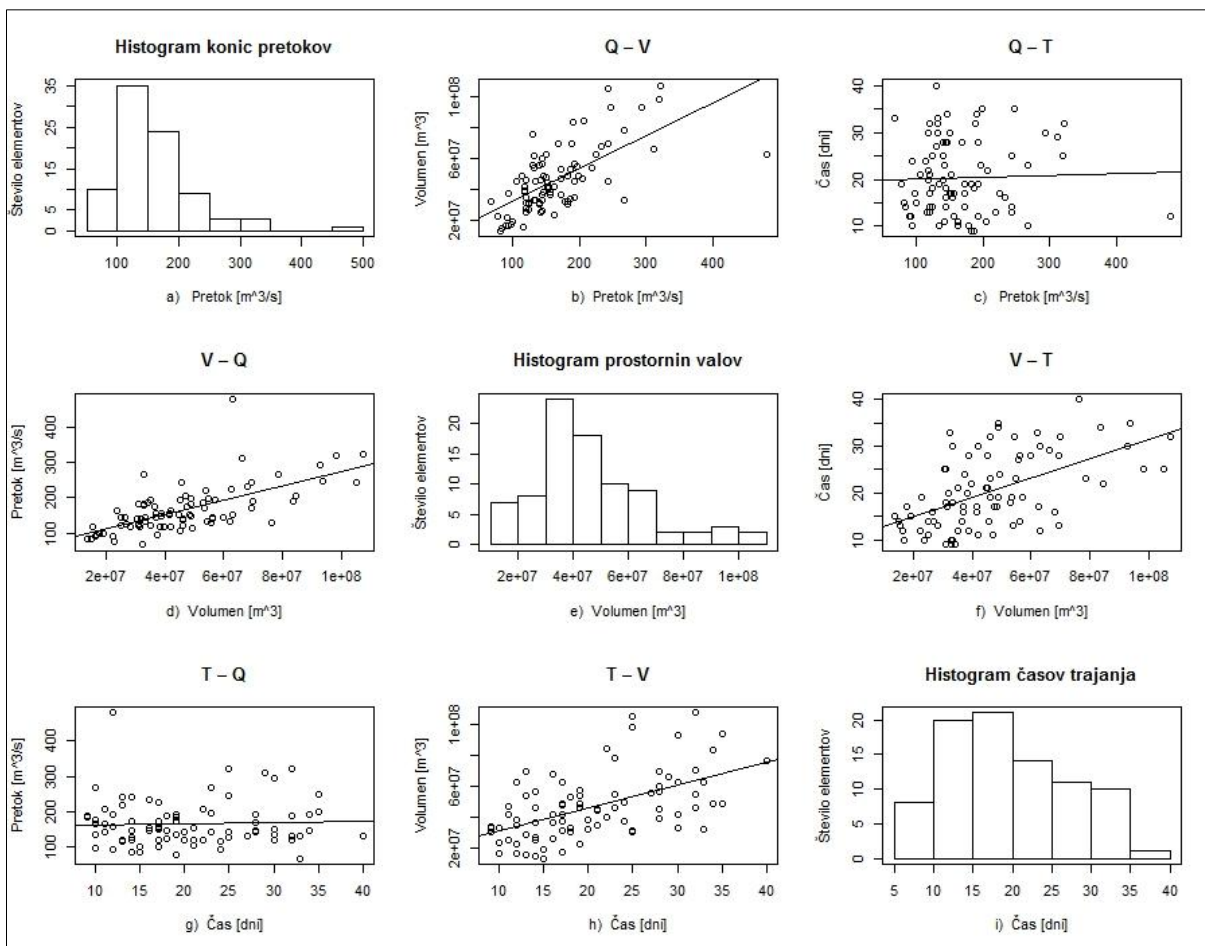 Histogram konic pretokov
Število elementov
5
15
25
35
0
100
200
300
400
500
a) Pretok [m^3/s]
Q – V
Volumen [m^3]
2e+07
6e+07
1e+08
100
200
300
400
b) Pretok [m^3/s]
Q – T
Čas [dni]
10
20
30
40
100
200
300
400
c) Pretok [m^3/s]
V – Q
Pretok [m^3/s]
100
200
300
400
2e+07
4e+07
6e+07
8e+07
1e+08
d) Volumen [m^3]
Histogram prostornin valov
Število elementov
0
5
10
15
20
2e+07
4e+07
6e+07
8e+07
1e+08
e) Volumen [m^3]
V – T
Čas [dni]
10
20
30
40
2e+07
4e+07
6e+07
8e+07
1e+08
f) Volumen [m^3]
T – Q
Pretok [m^3/s]
100
200
300
400
10
15
20
25
30
35
40
g) Čas [dni]
T – V
Volumen [m^3]
2e+07
6e+07
1e+08
10
15
20
25
30
35
40
h) Čas [dni]
Histogram časov trajanja
Število elementov
0
5
10
15
20
5
10
20
30
40
i) Čas [dni]